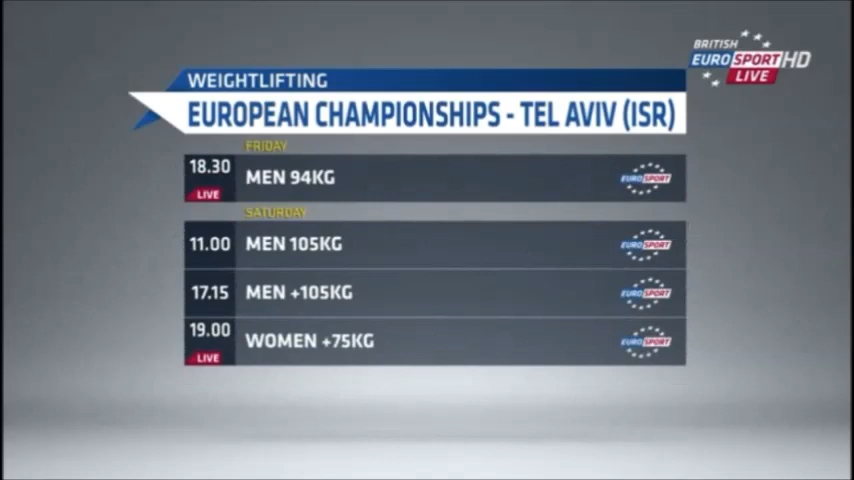 BRITISH
EUROSPORT HD
LIVE
WEIGHTLIFTING
EUROPEAN CHAMPIONSHIPS - TEL AVIV (ISR)
FRIDAY
18.30 LIVE MEN 94KG EUROSPORT
SATURDAY
11.00 MEN 105KG EUROSPORT
17.15 MEN +105KG EUROSPORT
19.00 LIVE WOMEN +75KG EUROSPORT